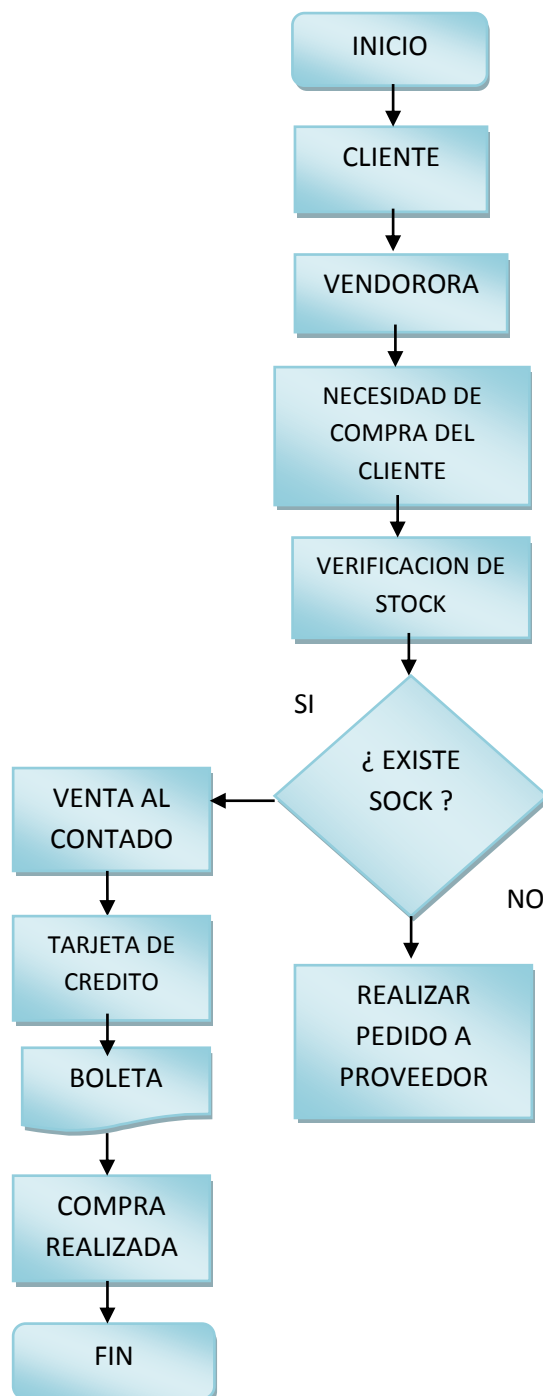 INICIO
CLIENTE
VENDORORA
NECESIDAD DE
COMPRA DEL
CLIENTE
VERIFICACION DE
STOCK
SI
¿ EXISTE
SOCK ?
NO
VENTA AL
CONTADO
TARJETA DE
CREDITO
BOLETA
COMPRA
REALIZADA
FIN
REALIZAR
PEDIDO A
PROVEEDOR